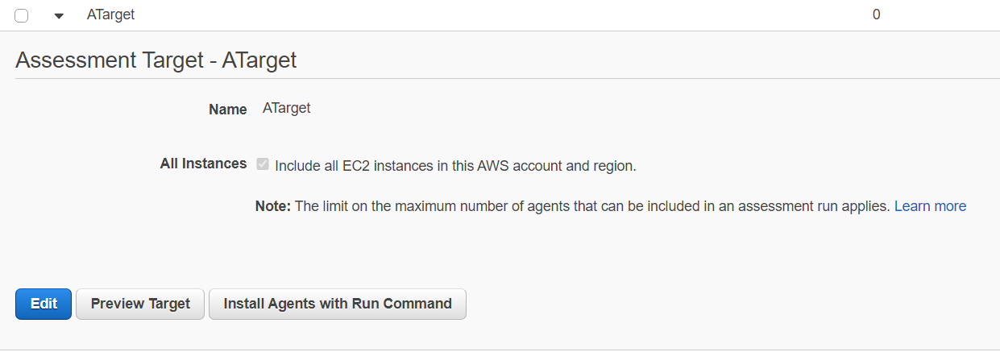 ATarget 0
Assessment Target - ATarget
Name ATarget
All Instances Include all EC2 instances in this AWS account and region.
Note: The limit on the maximum number of agents that can be included in an assessment run applies. Learn more
Edit Preview Target Install Agents with Run Command